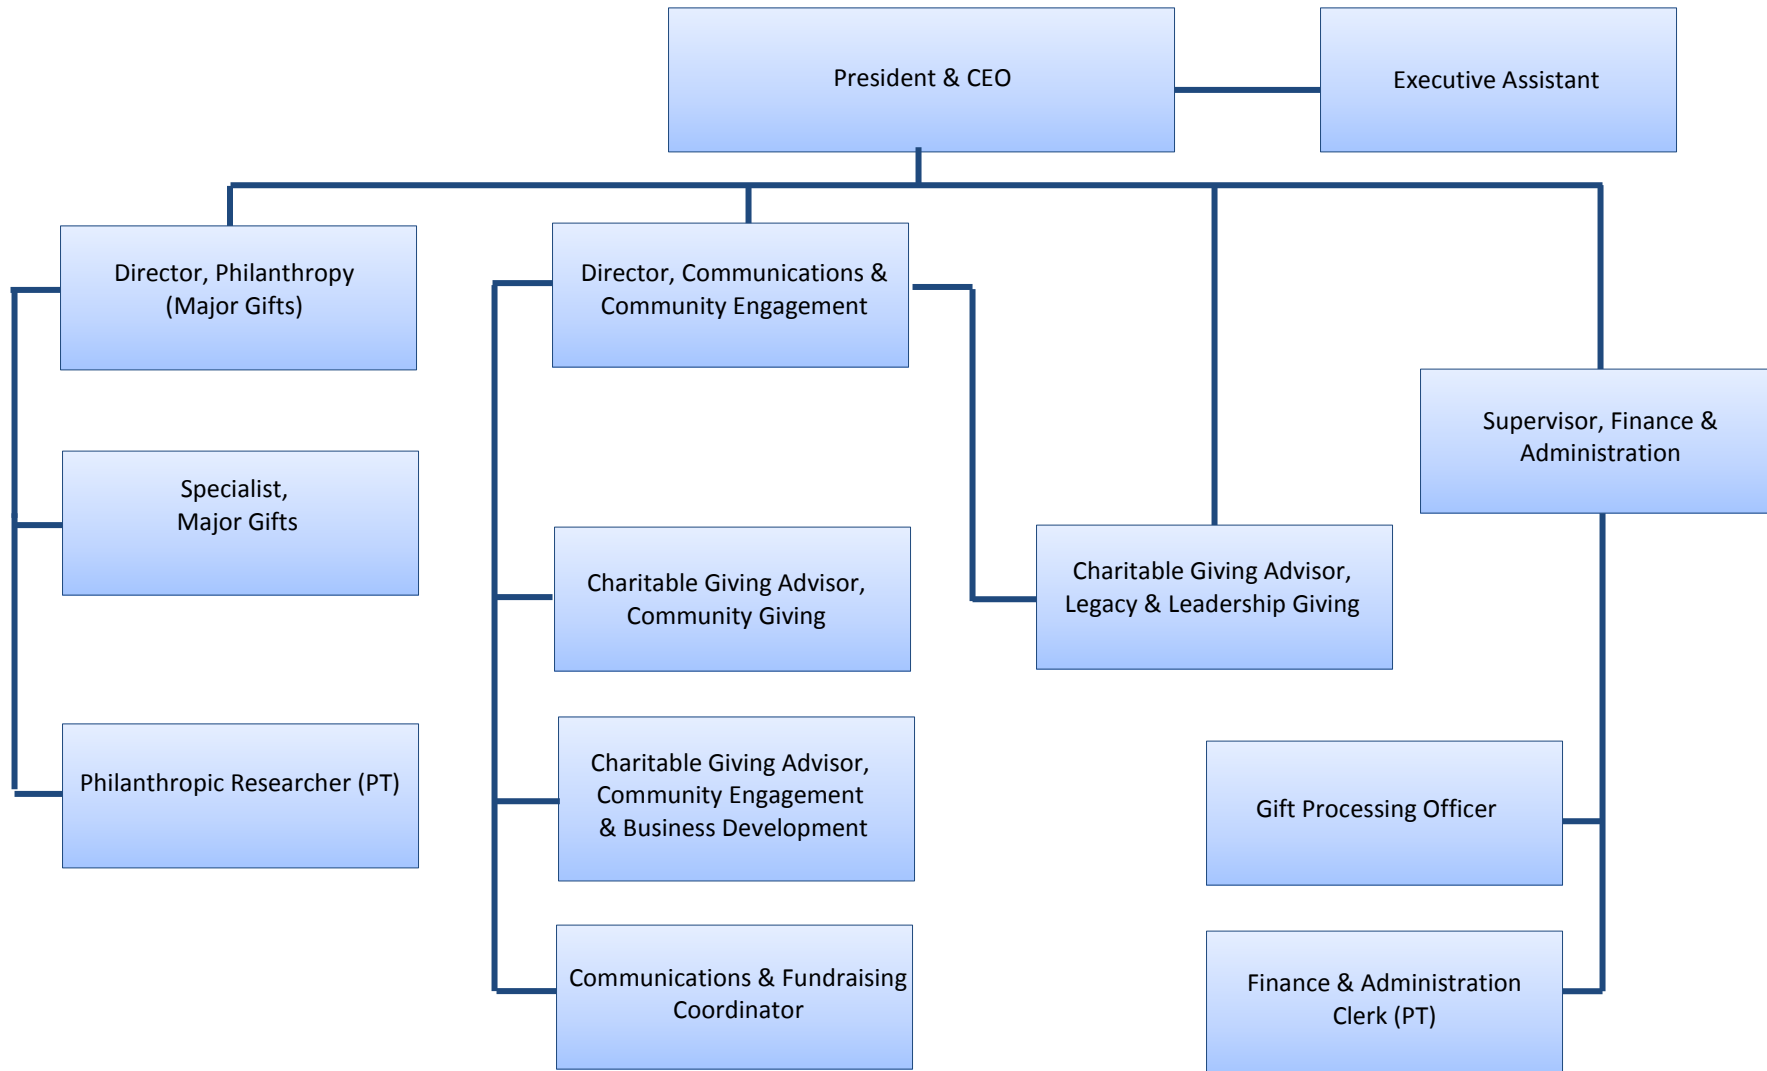 President & CEO
Executive Assistant
Director, Philanthropy
(Major Gifts)
Director, Communications &
Community Engagement
Supervisor, Finance &
Administration
Specialist,
Major Gifts
Charitable Giving Advisor,
Community Giving
Charitable Giving Advisor,
Legacy & Leadership Giving
Philanthropic Researcher (PT)
Charitable Giving Advisor,
Community Engagement
& Business Development
Gift Processing Officer
Communications & Fundraising
Coordinator
Finance & Administration
Clerk (PT)